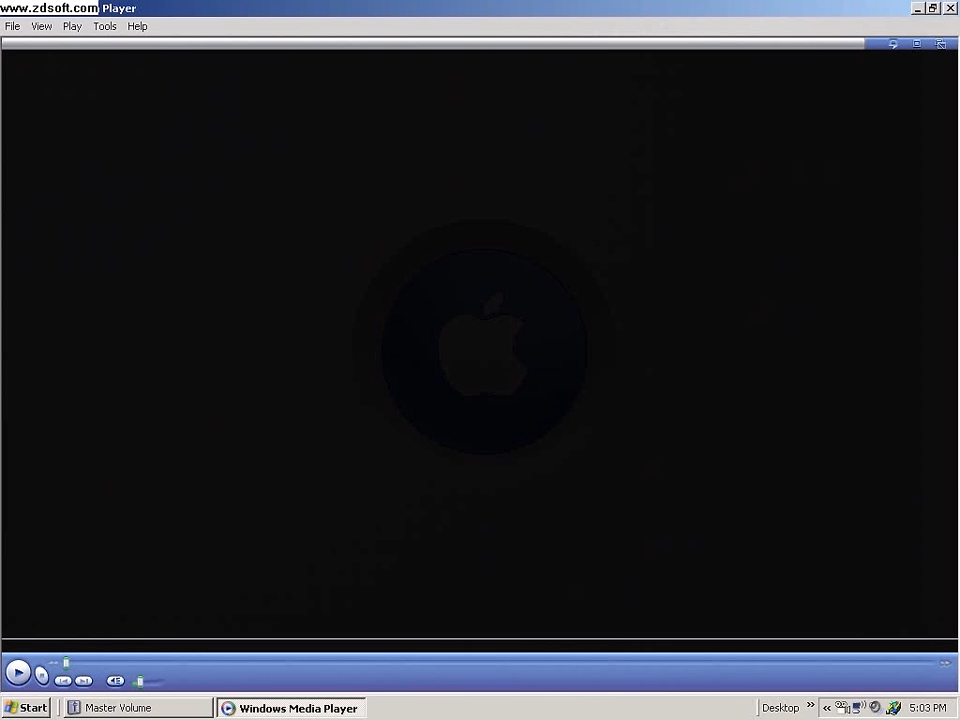 www.zdsoft.com Player
File View Play Tools Help
Start Master Volume Windows Media Player Desktop » « 5:03 PM